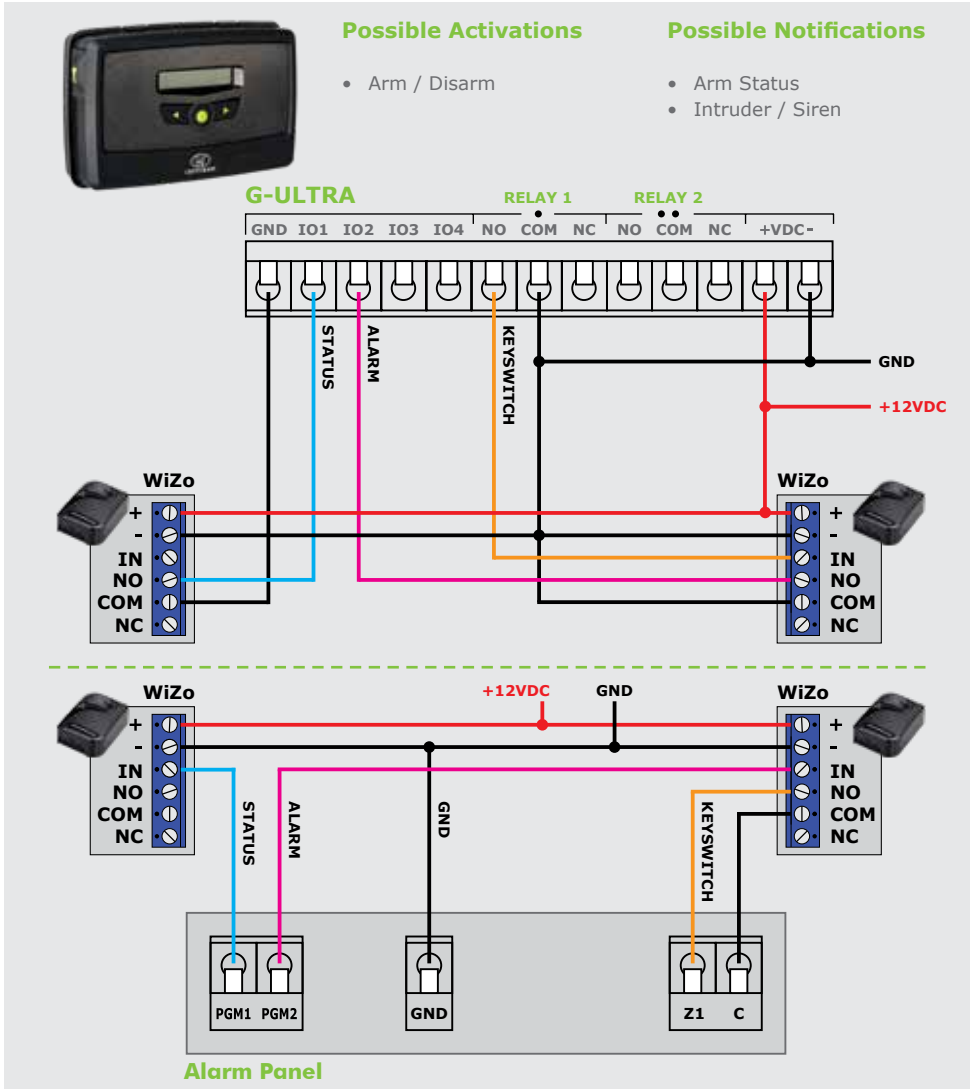 Possible Activations
• Arm / Disarm
Possible Notifications
• Arm Status
• Intruder / Siren
G-ULTRA
RELAY 1
RELAY 2
GND IO1 IO2 IO3 IO4 NO COM NC NO COM NC +VDC-
STATUS
ALARM
KEYSWITCH
GND
+12VDC
WiZo
+
-
IN
NO
COM
NC
WiZo
+
-
IN
NO
COM
NC
WiZo
+
-
IN
NO
COM
NC
+12VDC
GND
WiZo
+
-
IN
NO
COM
NC
STATUS
ALARM
GND
KEYSWITCH
PGM1 PGM2
GND
Z1 C
Alarm Panel